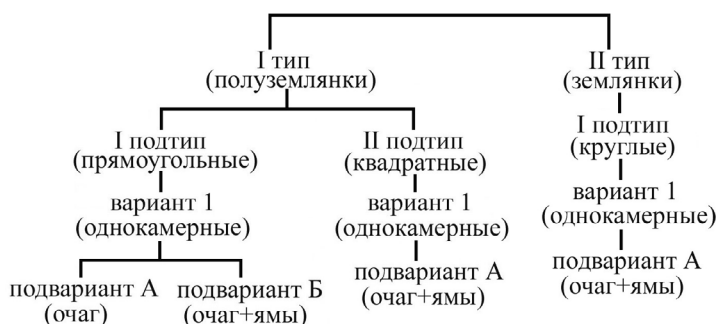 I тип
(полуземлянки)
II тип
(землянки)
I подтип
(прямоугольные)
II подтип
(квадратные)
I подтип
(круглые)
вариант 1
(однокамерные)
вариант 1
(однокамерные)
вариант 1
(однокамерные)
подвариант А
(очаг)
подвариант Б
(очаг+ямы)
подвариант А
(очаг+ямы)
подвариант А
(очаг+ямы)